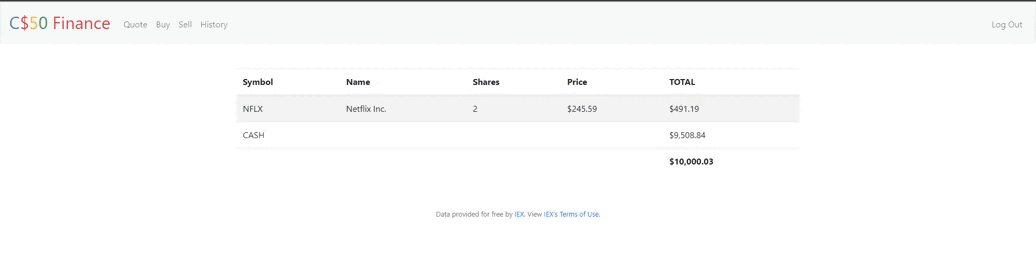 C$50 Finance Quote Buy Sell History Log Out
Symbol Name Shares Price TOTAL
NFLX Netflix Inc. 2 $245.59 $491.19
CASH $9,508.84
$10,000.03
Data provided for free by IEX. View IEX's Terms of Use.